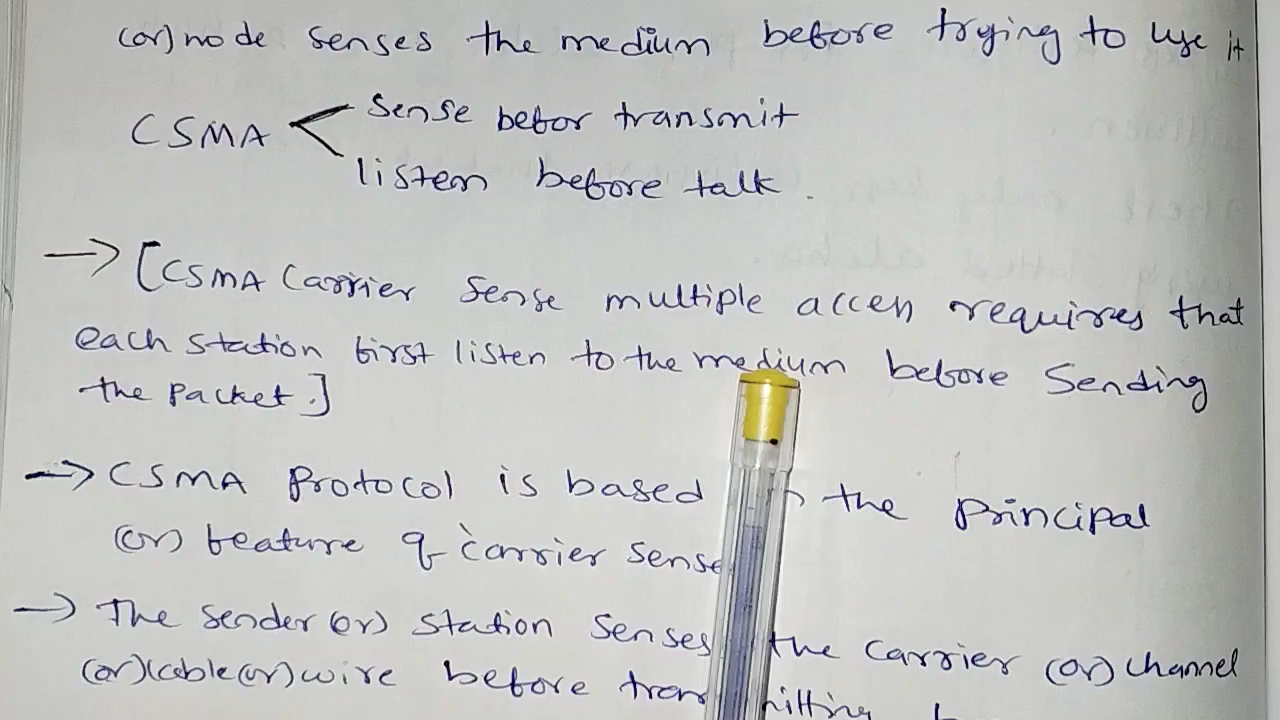 (or) node senses the medium before trying to use it
CSMA
sense befor transmit
listen before talk.
→ [CSMA Carrier sense multiple access requires that
each station first listen to the medium before Sending
the Packet.]
→ CSMA Protocol is based the principal
(or) feature of carrier sense
→ The sender (or) station senses the carrier (or) channel
(or) cable (or) wire before